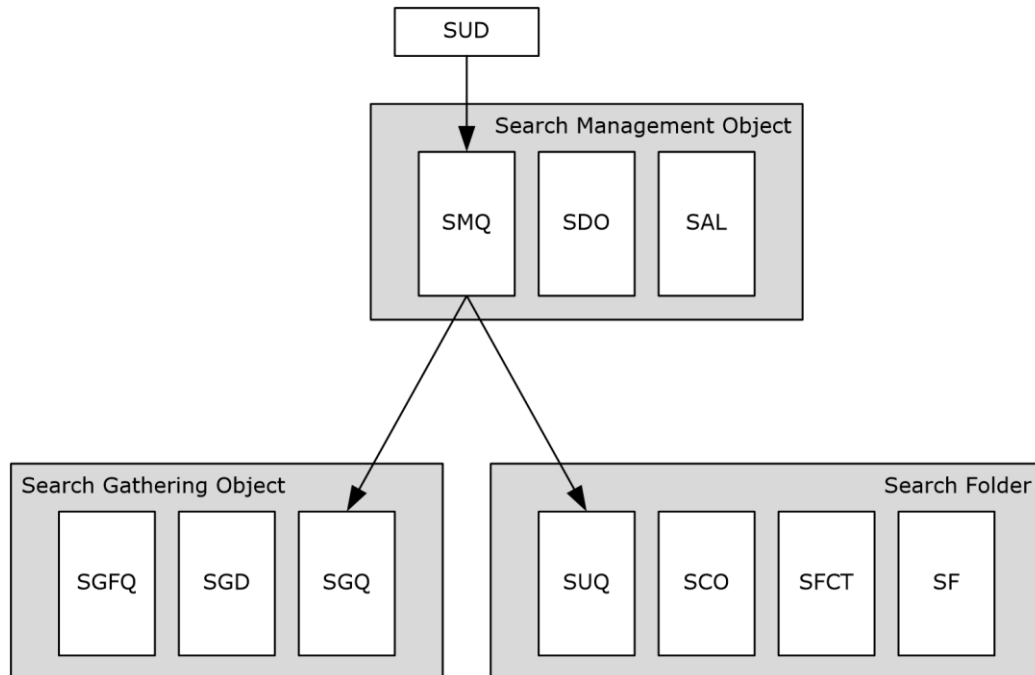 SUD
Search Management Object
SMQ
SDO
SAL
Search Gathering Object
SGFQ
SGD
SGQ
Search Folder
SUQ
SCO
SFCT
SF